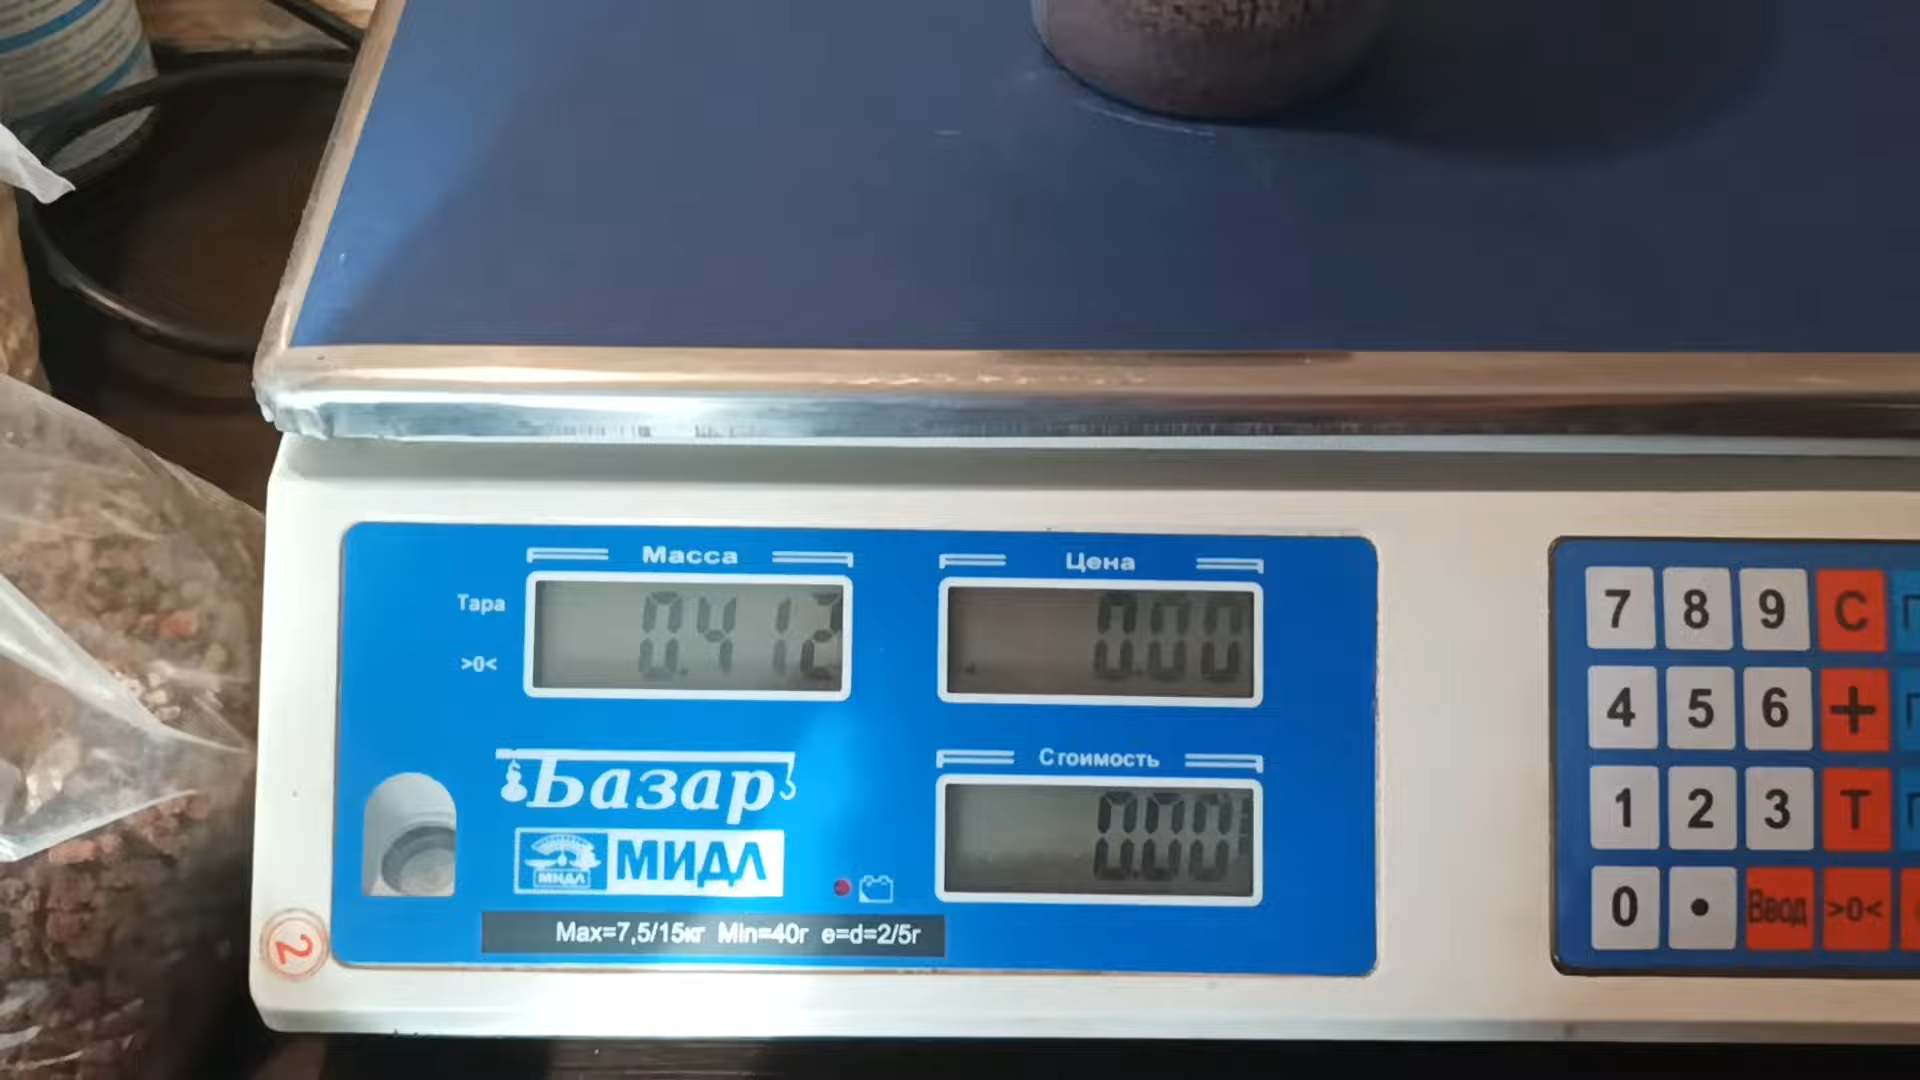 Масса
Цена
Тара
0.412
0.00
>0<
Стоимость
0.00
Базар
МИДЛ
МИДЛ
Max=7,5/15кг Min=40г e=d=2/5г
2
7 8 9 C
4 5 6 +
1 2 3 T
0 • Ввод >0<